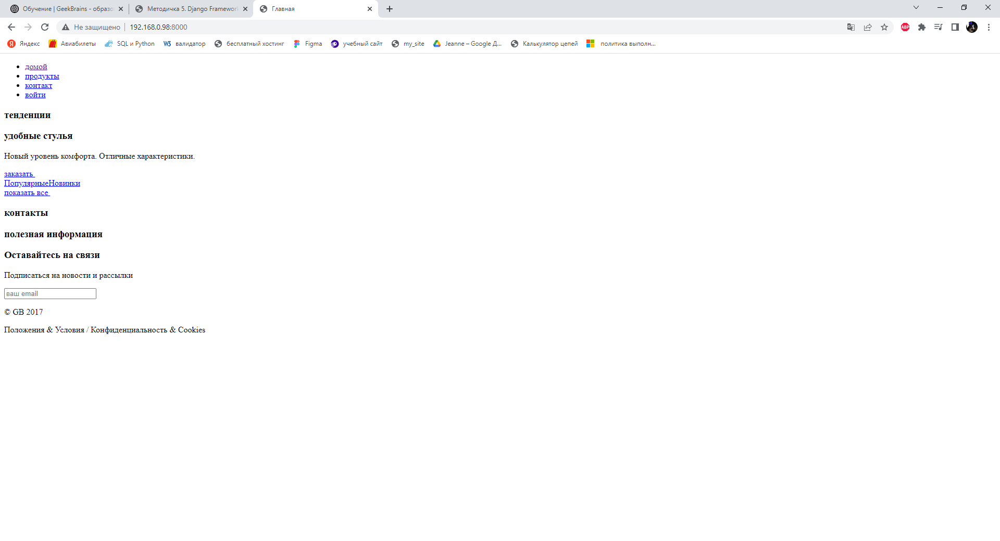 Обучение | GeekBrains - образо
Методичка 5. Django Framework
Главная
Не защищено
192.168.0.98:8000
ABP
Яндекс
Авиабилеты
SQL и Python
W3 валидатор
бесплатный хостинг
Figma
учебный сайт
my_site
Jeanne – Google Д...
Калькулятор цепей
политика выполн...
домой
продукты
контакт
войти
тенденции
удобные стулья
Новый уровень комфорта. Отличные характеристики.
заказать
ПопулярныеНовинки
показать все
контакты
полезная информация
Оставайтесь на связи
Подписаться на новости и рассылки
ваш email
© GB 2017
Положения & Условия / Конфиденциальность & Cookies